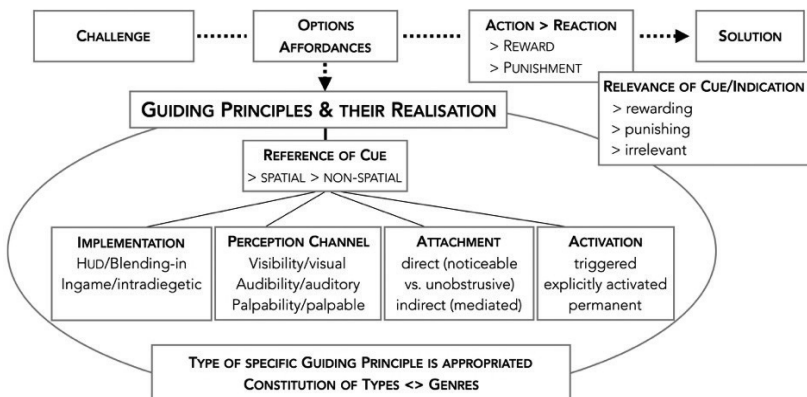 CHALLENGE
OPTIONS
AFFORDANCES
ACTION > REACTION
> REWARD
> PUNISHMENT
SOLUTION
RELEVANCE OF CUE/INDICATION
> rewarding
> punishing
> irrelevant
GUIDING PRINCIPLES & THEIR REALISATION
REFERENCE OF CUE
> SPATIAL > NON-SPATIAL
IMPLEMENTATION
HUD/Blending-in
Ingame/intradiegetic
PERCEPTION CHANNEL
Visibility/visual
Audibility/auditory
Palpability/palpable
ATTACHMENT
direct (noticeable
vs. unobstrusive)
indirect (mediated)
ACTIVATION
triggered
explicitly activated
permanent
TYPE OF SPECIFIC GUIDING PRINCIPLE IS APPROPRIATED
CONSTITUTION OF TYPES <> GENRES